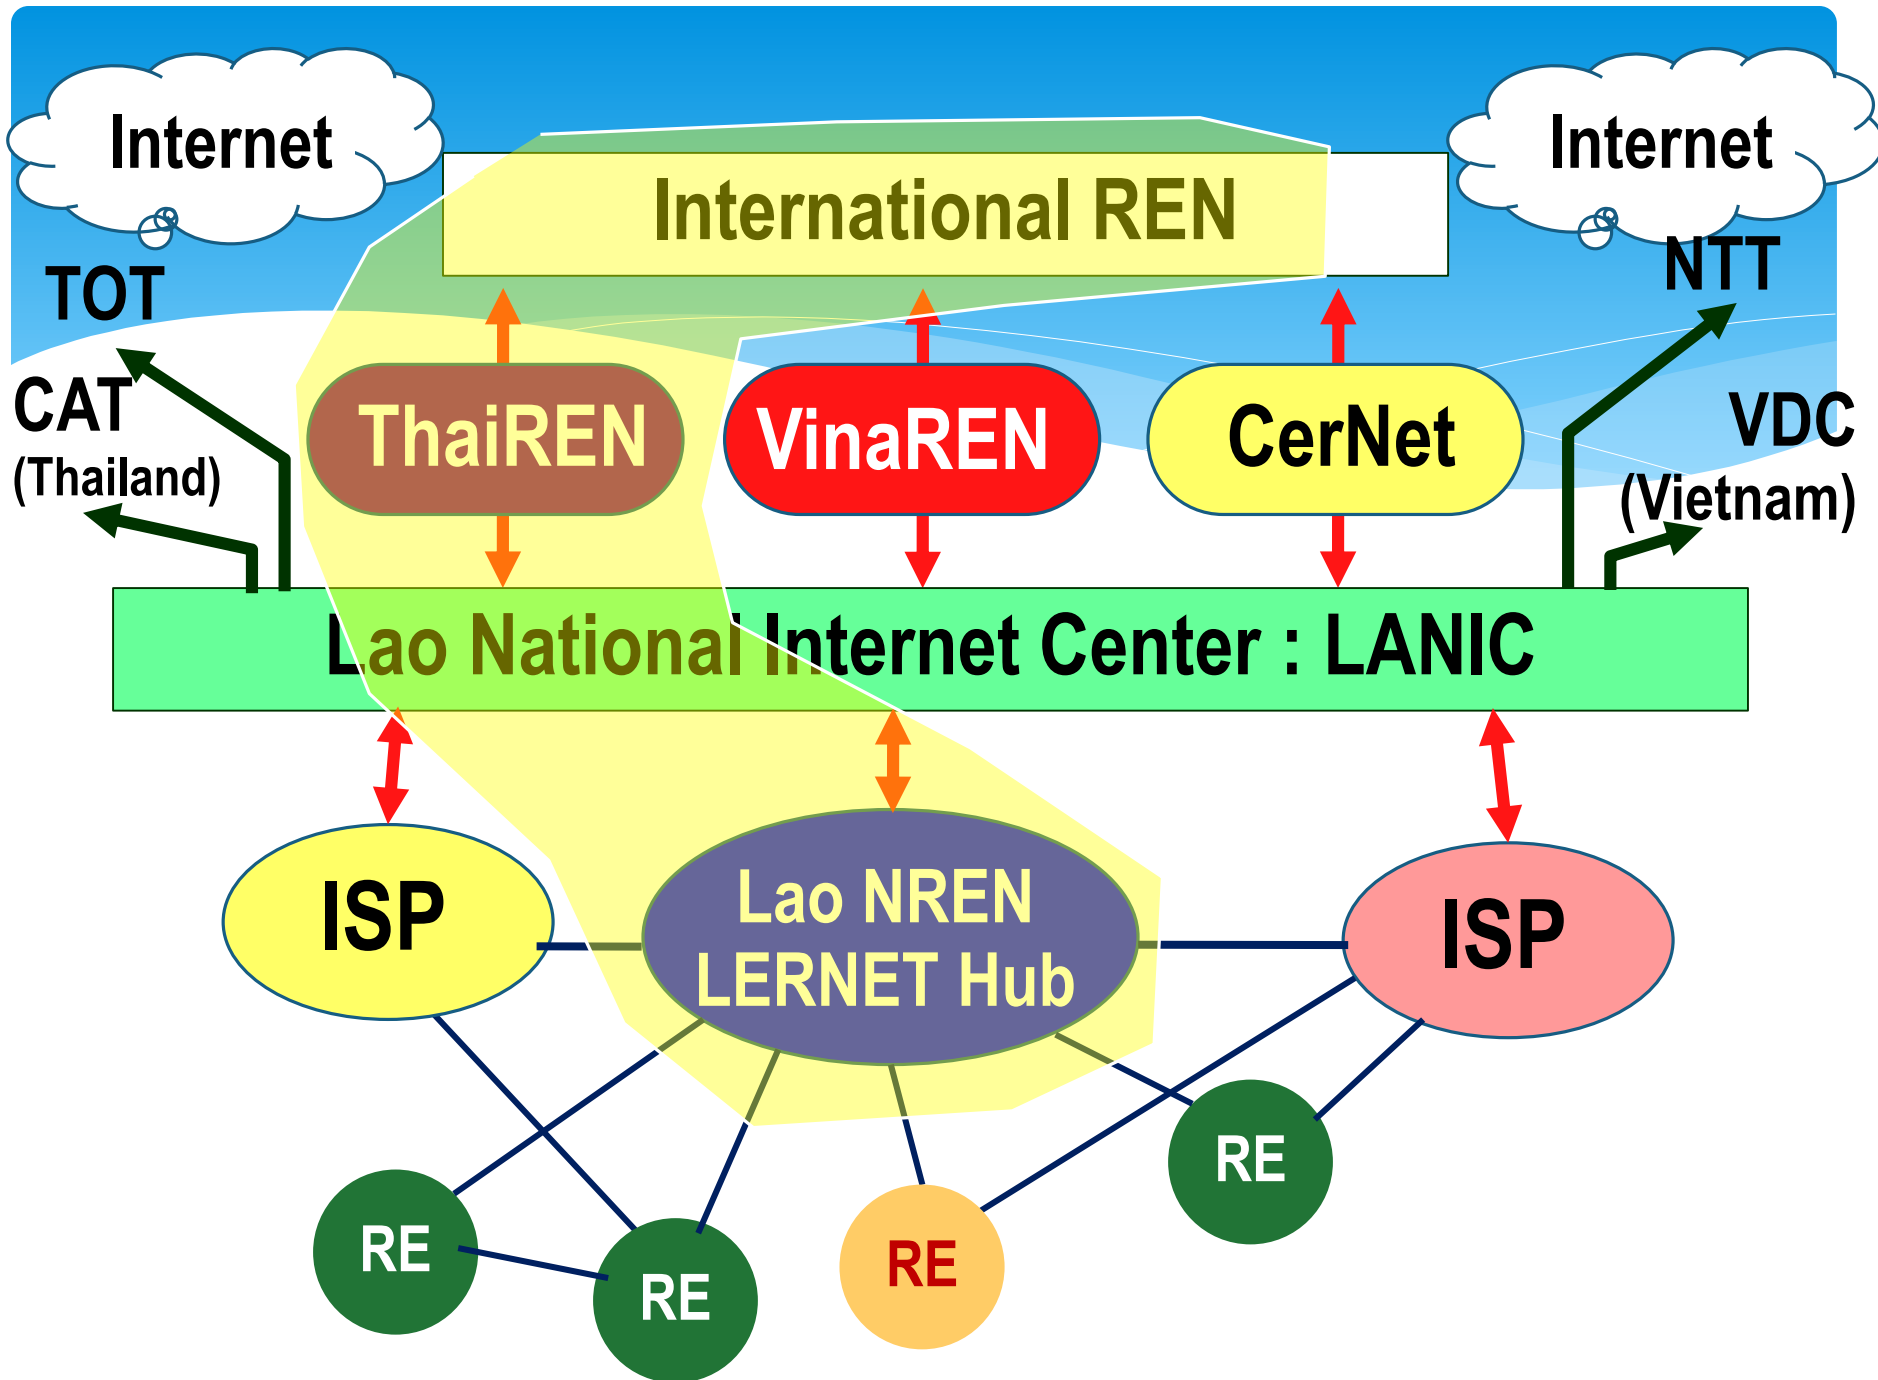 Internet
Internet
International REN
TOT
NTT
CAT
(Thailand)
ThaiREN
VinaREN
CerNet
VDC
(Vietnam)
Lao National Internet Center : LANIC
ISP
Lao NREN
LERNET Hub
ISP
RE
RE
RE
RE